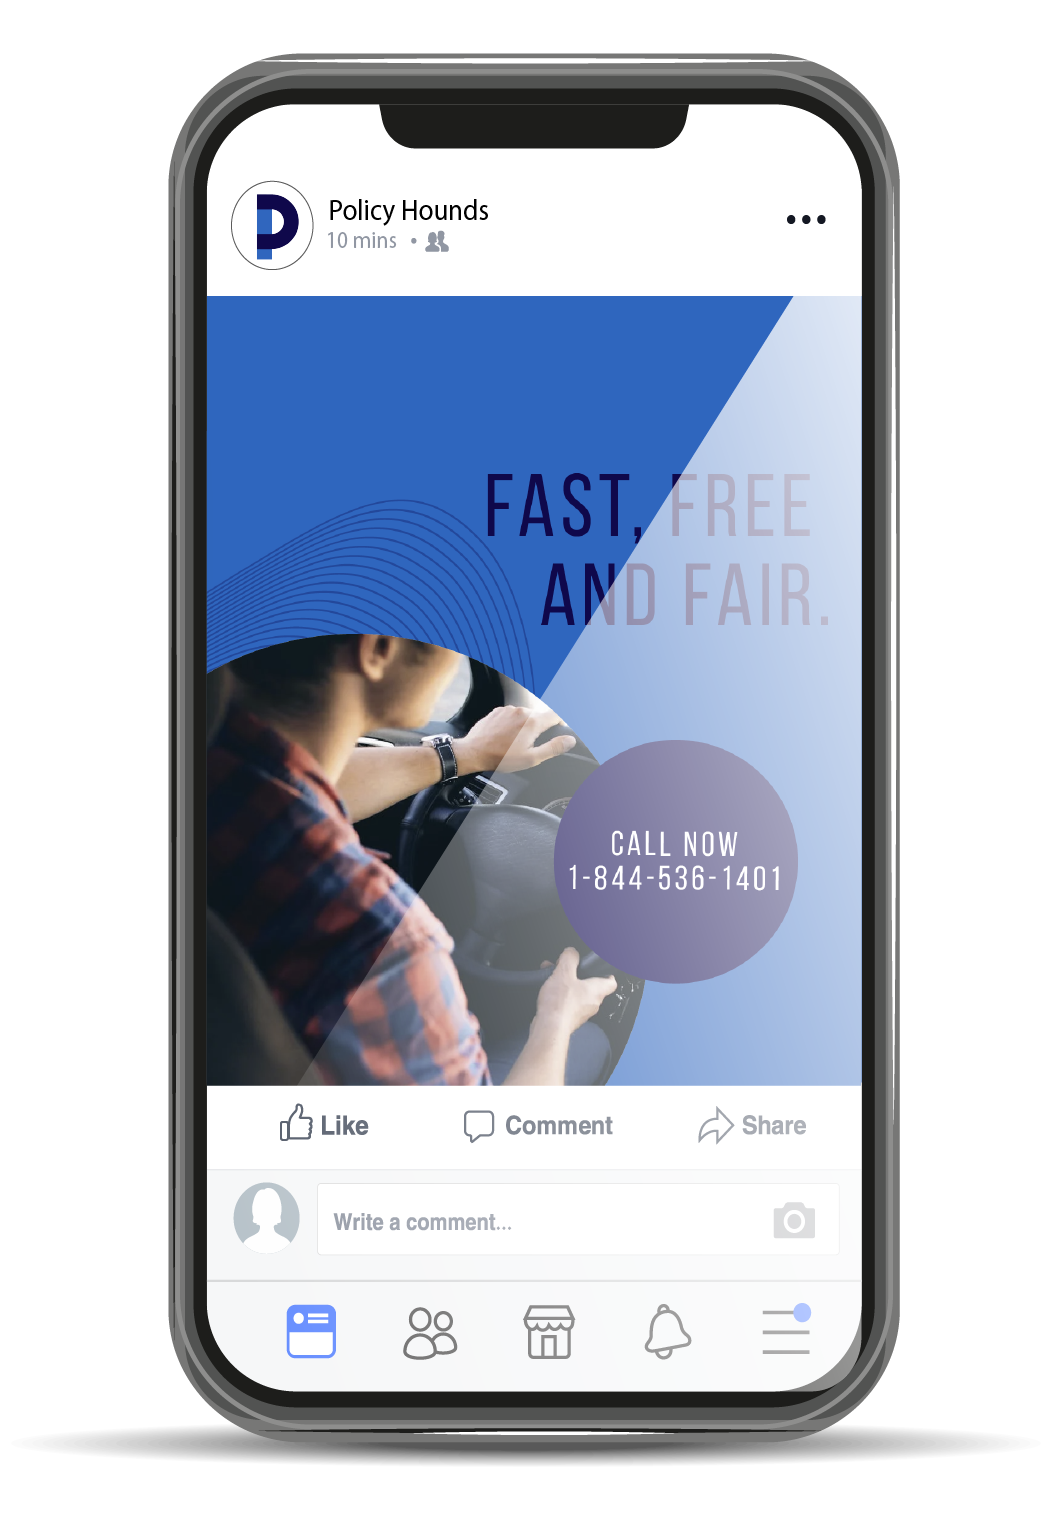 Policy Hounds
10 mins •
FAST, FREE
AND FAIR.
CALL NOW
1-844-536-1401
Like Comment Share
Write a comment...